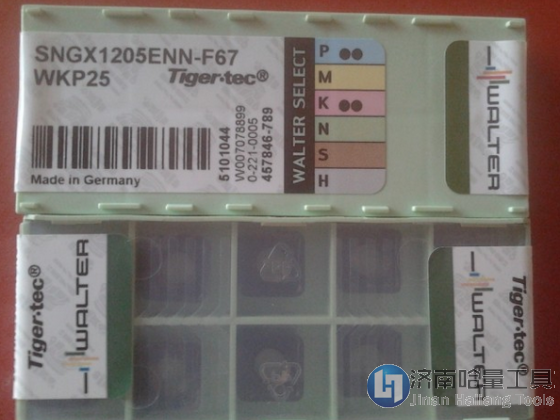 SNGX1205ENN-F67
WKP25
Tiger·tec®
5101044
W007078899
0-221-0005
457846-789
Made in Germany
WALTER SELECT
P
M
K
N
S
H
WALTER
Tiger·tec®
WALTER
WALTER
Tiger·tec®
济南哈量工具
Jinan Haliang Tools